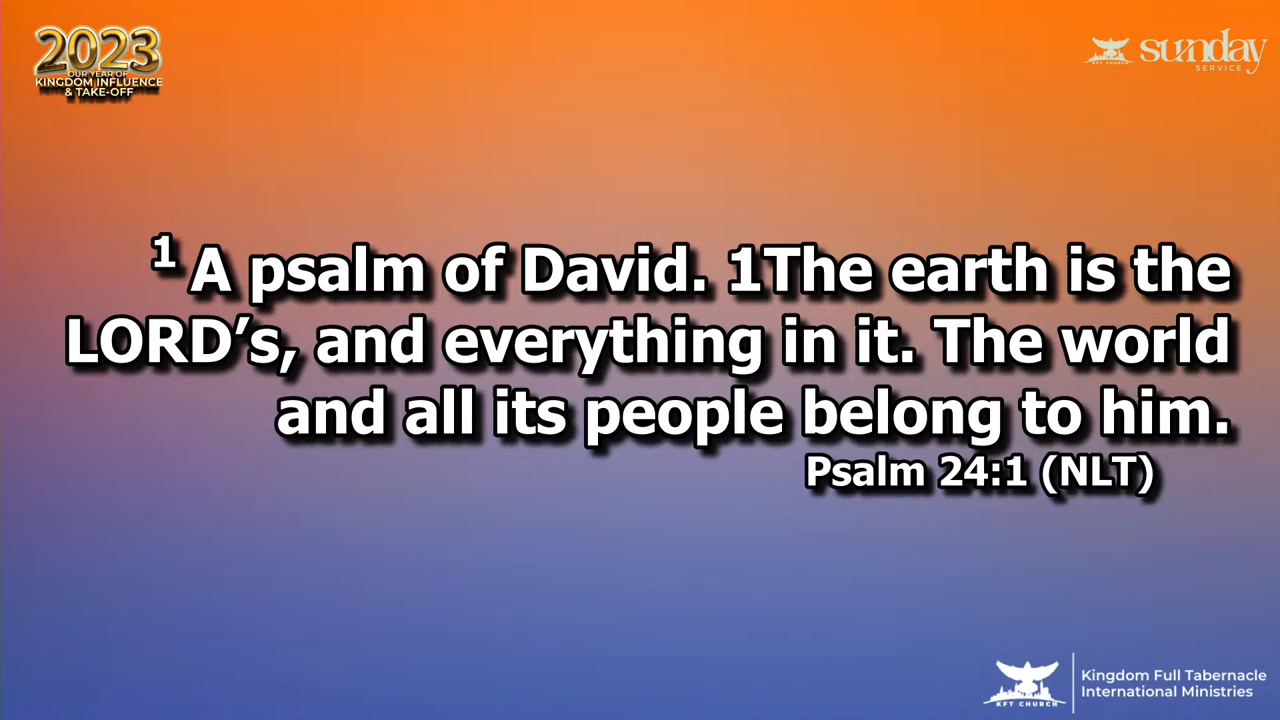 2023
OUR YEAR OF
KINGDOM INFLUENCE
& TAKE-OFF
KFT CHURCH
sunday
SERVICE
1 A psalm of David. 1The earth is the
LORD’s, and everything in it. The world
and all its people belong to him.
Psalm 24:1 (NLT)
KFT CHURCH
Kingdom Full Tabernacle
International Ministries